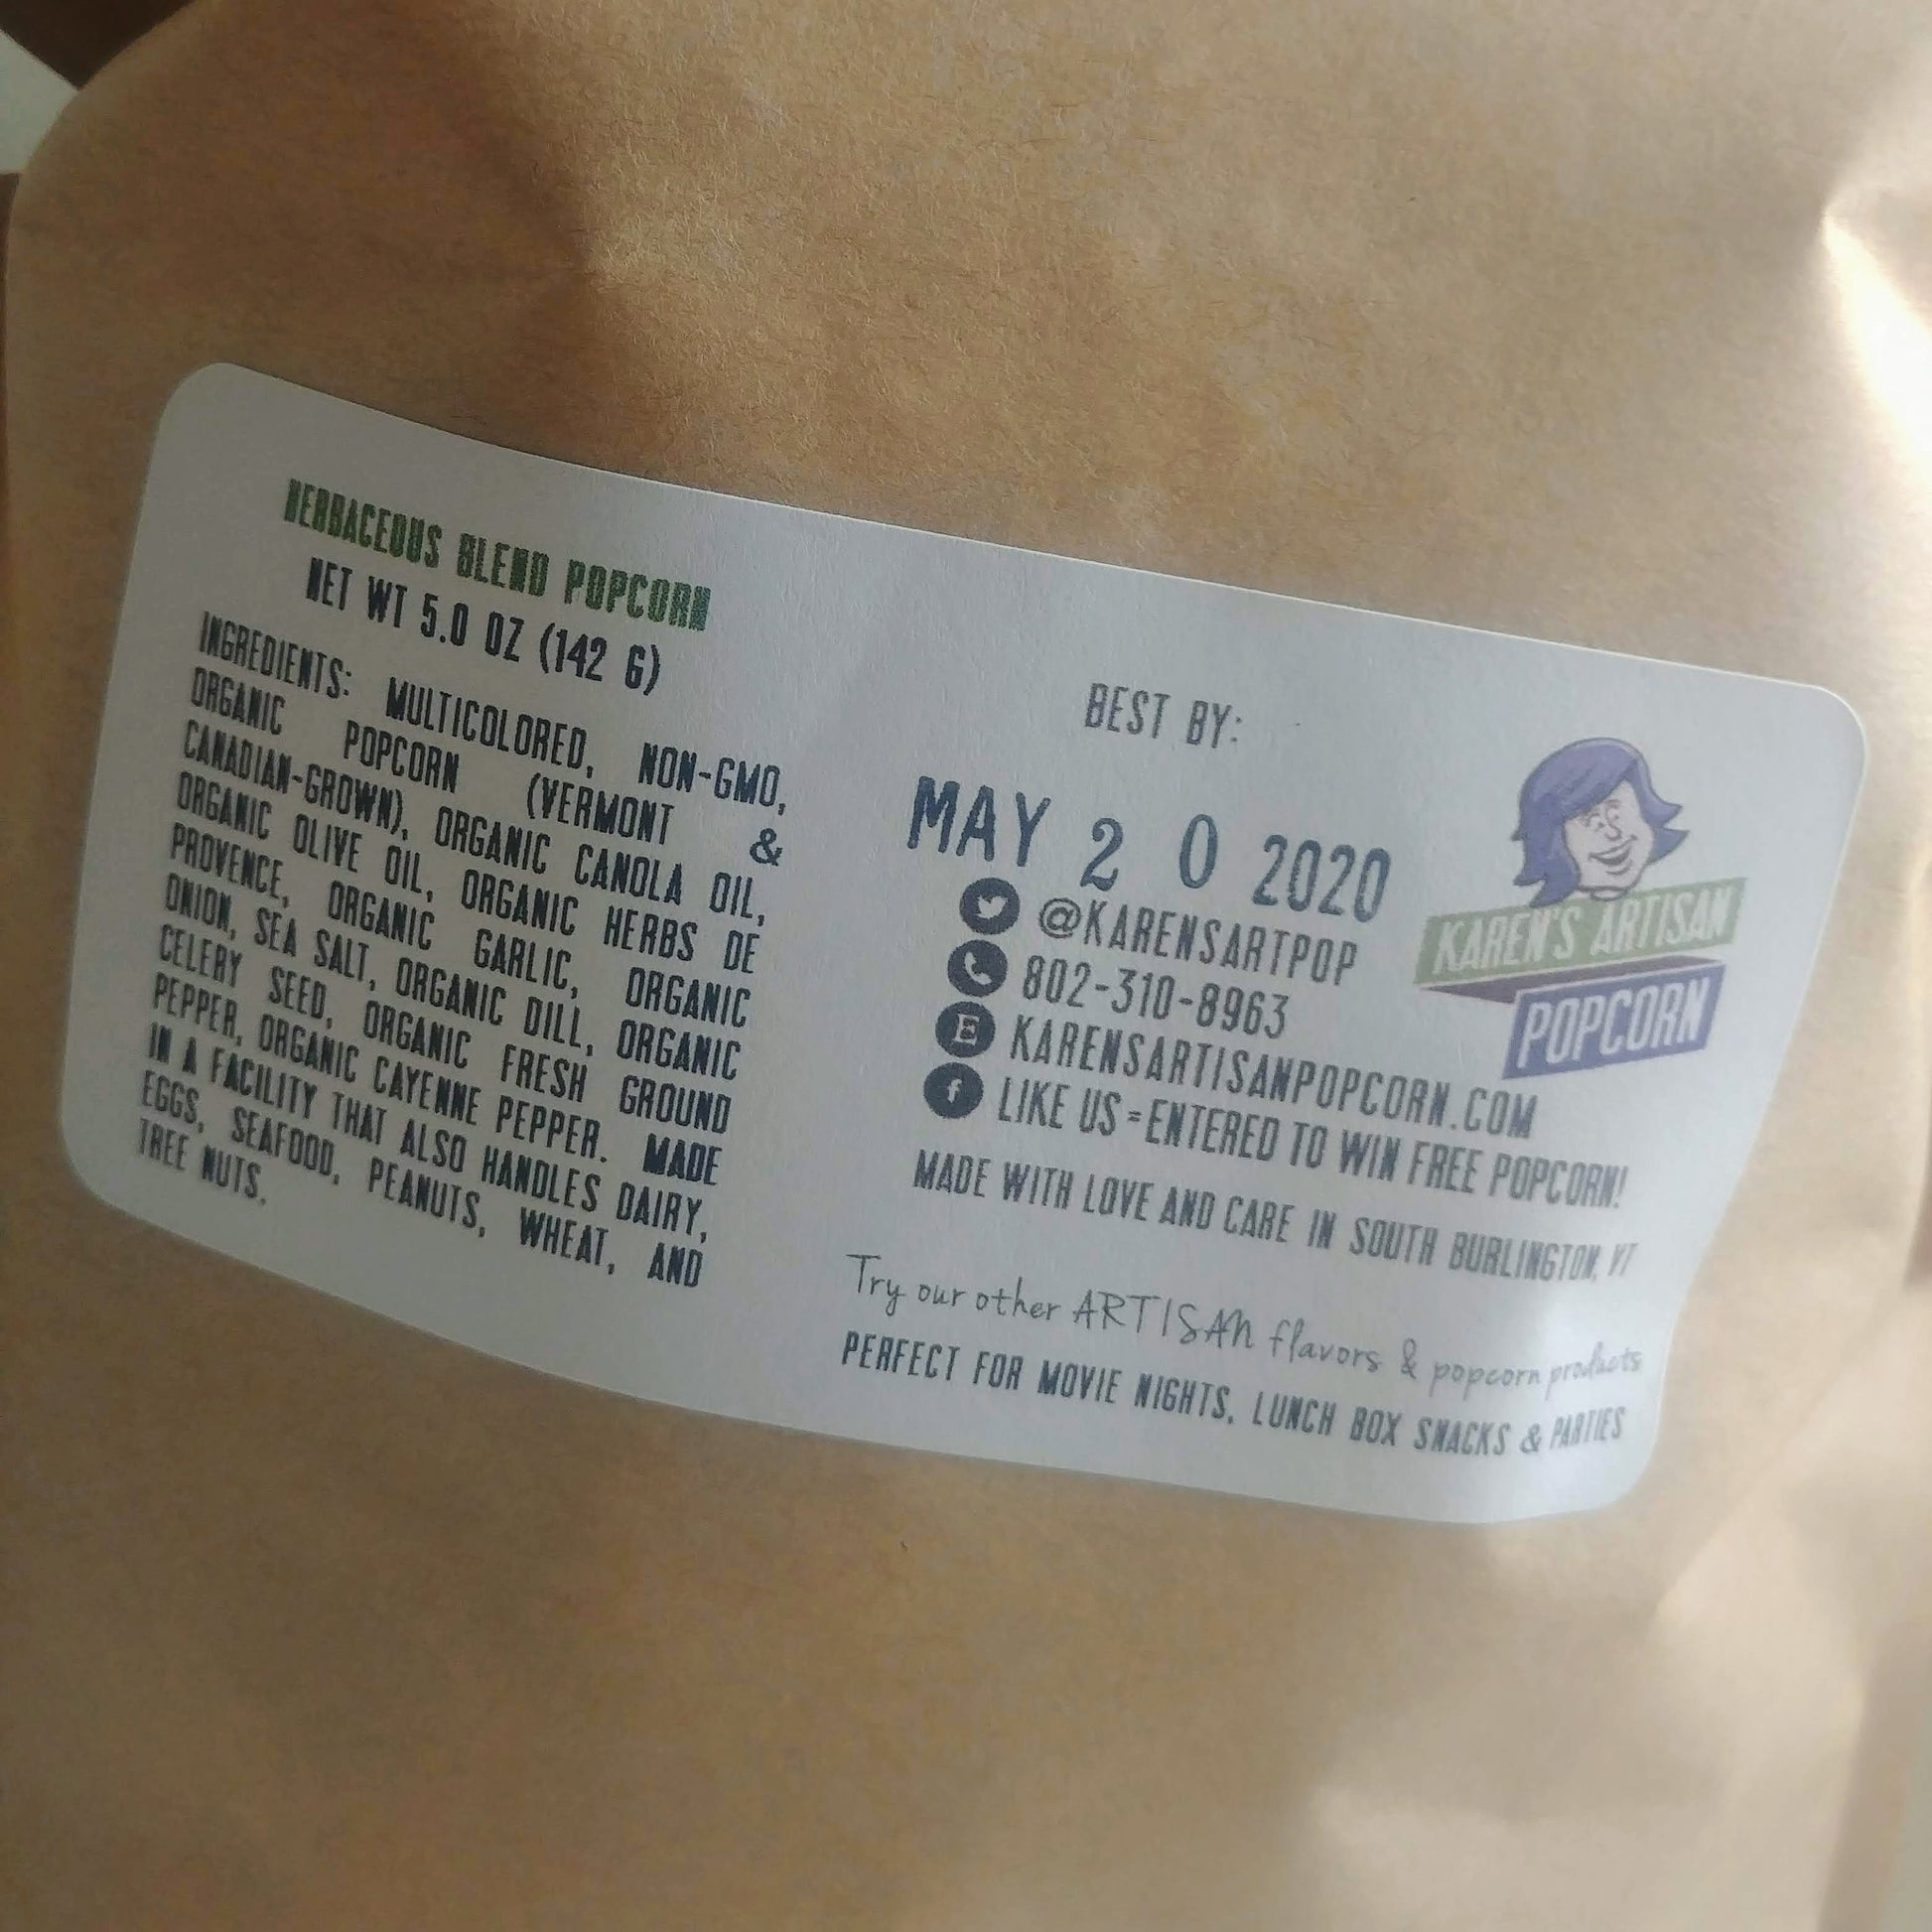 HERBACEOUS BLEND POPCORN
NET WT 5.0 OZ (142 G)
INGREDIENTS: MULTICOLORED, NON-GMO,
ORGANIC POPCORN (VERMONT &
CANADIAN-GROWN), ORGANIC CANOLA OIL,
ORGANIC OLIVE OIL, ORGANIC HERBS DE
PROVENCE, ORGANIC GARLIC, ORGANIC
ONION, SEA SALT, ORGANIC DILL, ORGANIC
CELERY SEED, ORGANIC FRESH GROUND
PEPPER, ORGANIC CAYENNE PEPPER. MADE
IN A FACILITY THAT ALSO HANDLES DAIRY,
EGGS, SEAFOOD, PEANUTS, WHEAT, AND
TREE NUTS.
BEST BY:
MAY 20 2020
@KARENSARTPOP
802-310-8963
E KARENSARTISANPOPCORN.COM
f LIKE US=ENTERED TO WIN FREE POPCORN!
KAREN'S ARTISAN
POPCORN
MADE WITH LOVE AND CARE IN SOUTH BURLINGTON, VT
Try our other ARTISAN flavors & popcorn products
PERFECT FOR MOVIE NIGHTS, LUNCH BOX SNACKS & PARTIES